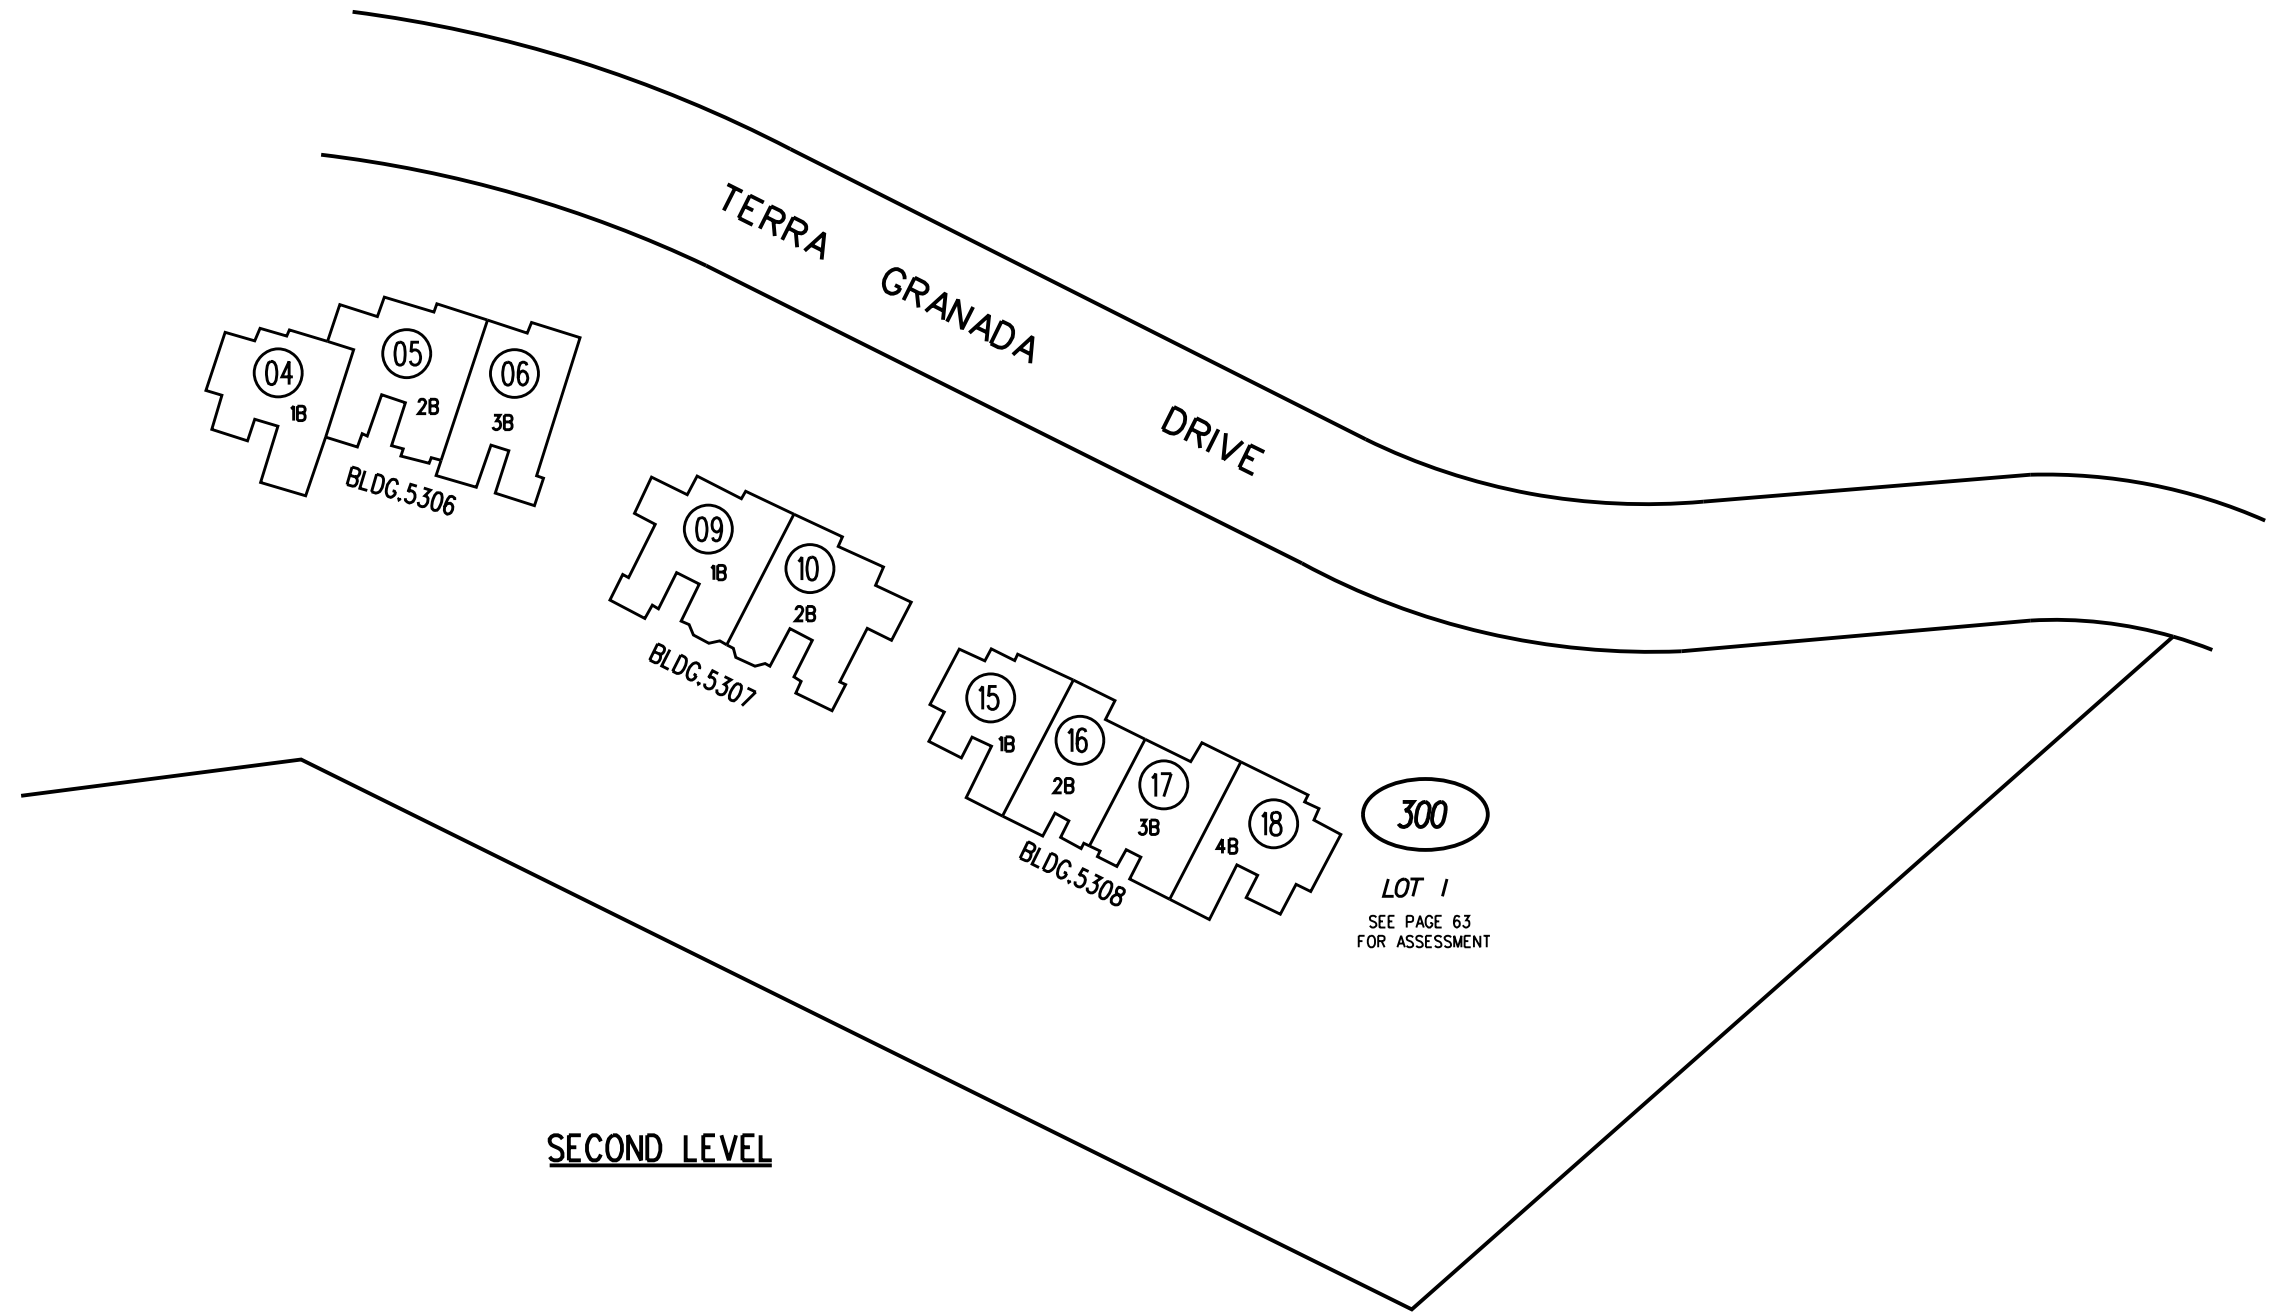 TERRA GRANADA DRIVE
04
1B
05
2B
06
3B
BLDG.5306
09
1B
10
2B
BLDG.5307
15
1B
16
2B
17
3B
18
4B
BLDG.5308
300
LOT 1
SEE PAGE 63
FOR ASSESSMENT
SECOND LEVEL